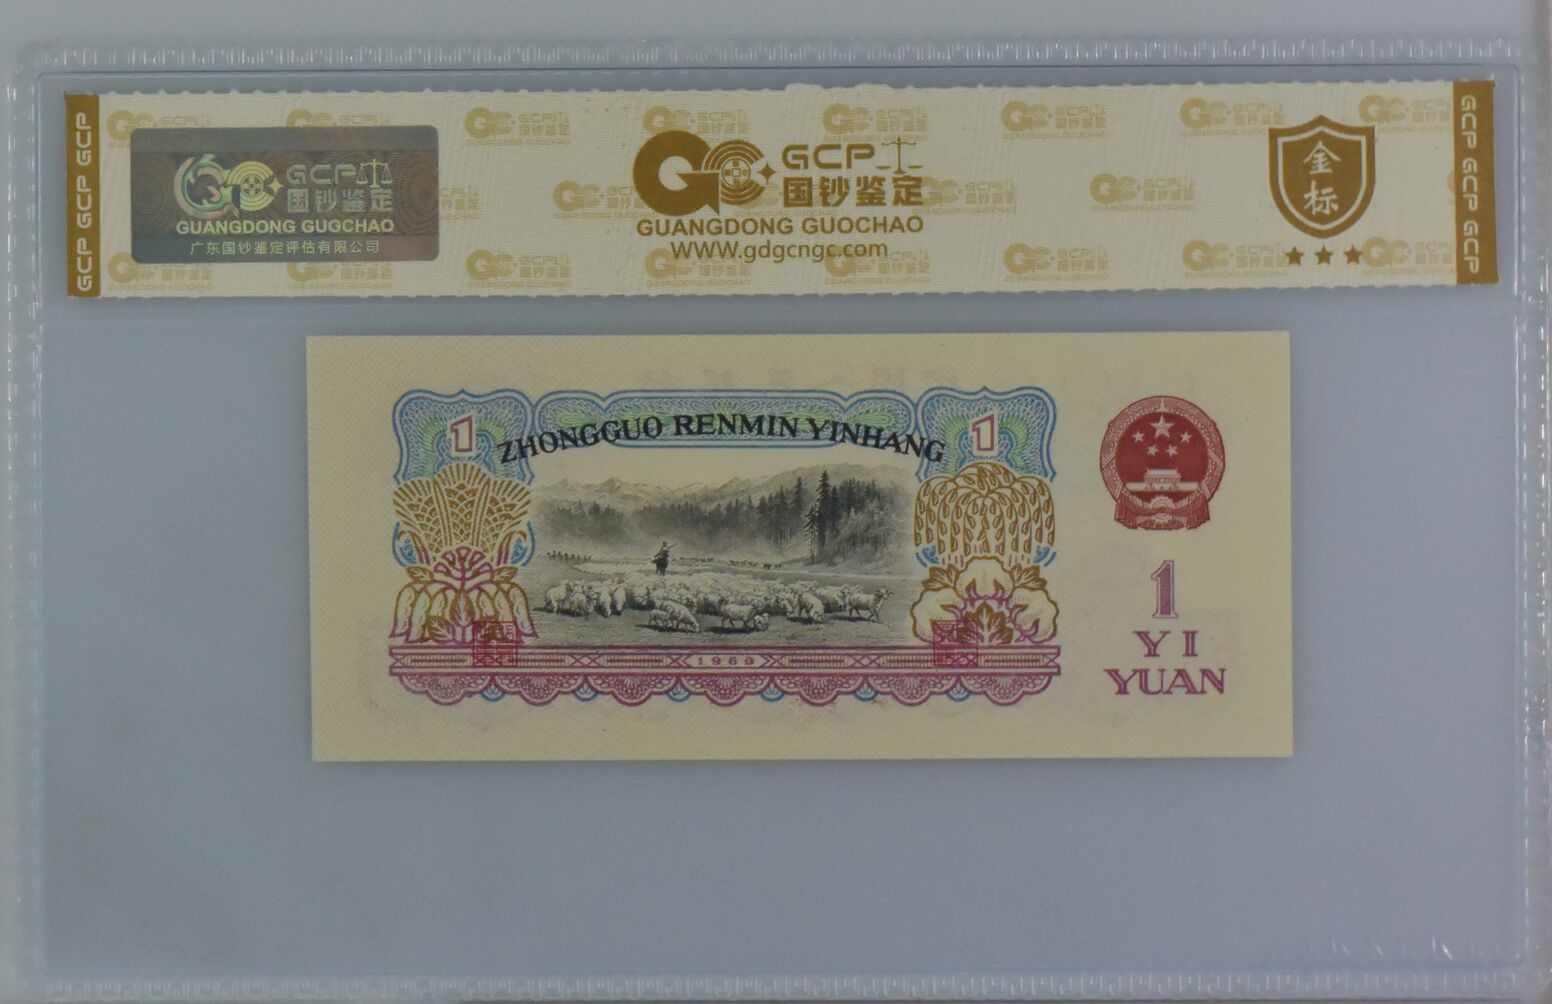 GCP GCP GCP
GCP
国钞鉴定
GUANGDONG GUOCHAO
广东国钞鉴定评估有限公司
GCP
国钞鉴定
GUANGDONG GUOCHAO
WWW.gdgcngc.com
金
标
GCP GCP GCP
ZHONGGUO RENMIN YINHANG
1
1
1960
1
YI
YUAN